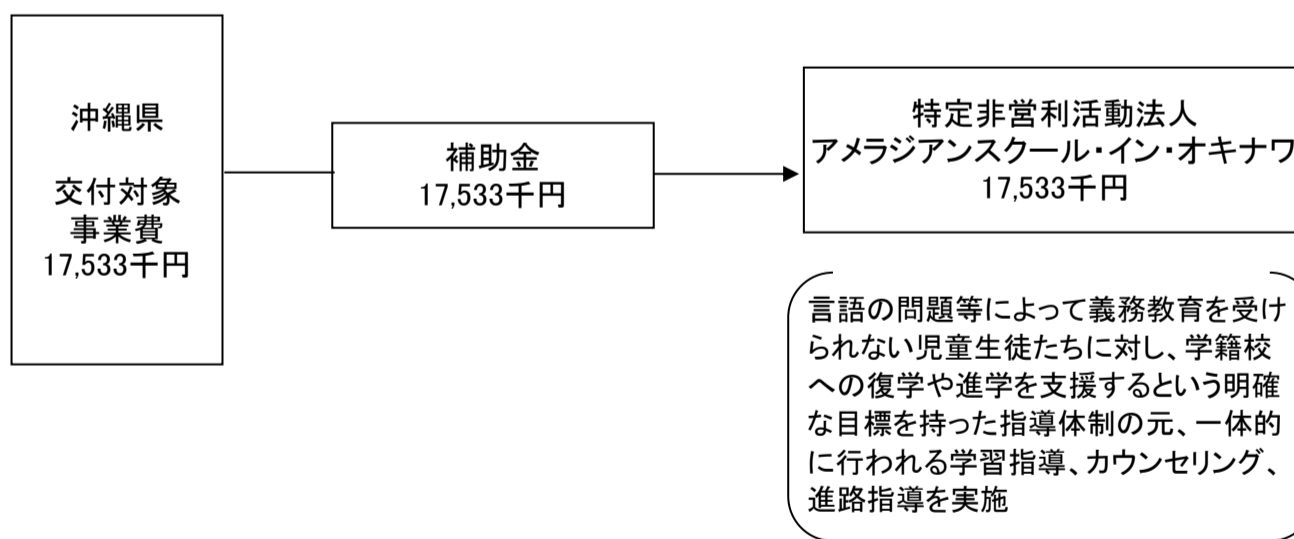 沖縄県
交付対象
事業費
17,533千円
補助金
17,533千円
特定非営利活動法人
アメラジアンスクール・イン・オキナワ
17,533千円
言語の問題等によって義務教育を受け
られない児童生徒たちに対し、学籍校
への復学や進学を支援するという明確
な目標を持った指導体制の元、一体的
に行われる学習指導、カウンセリング、
進路指導を実施